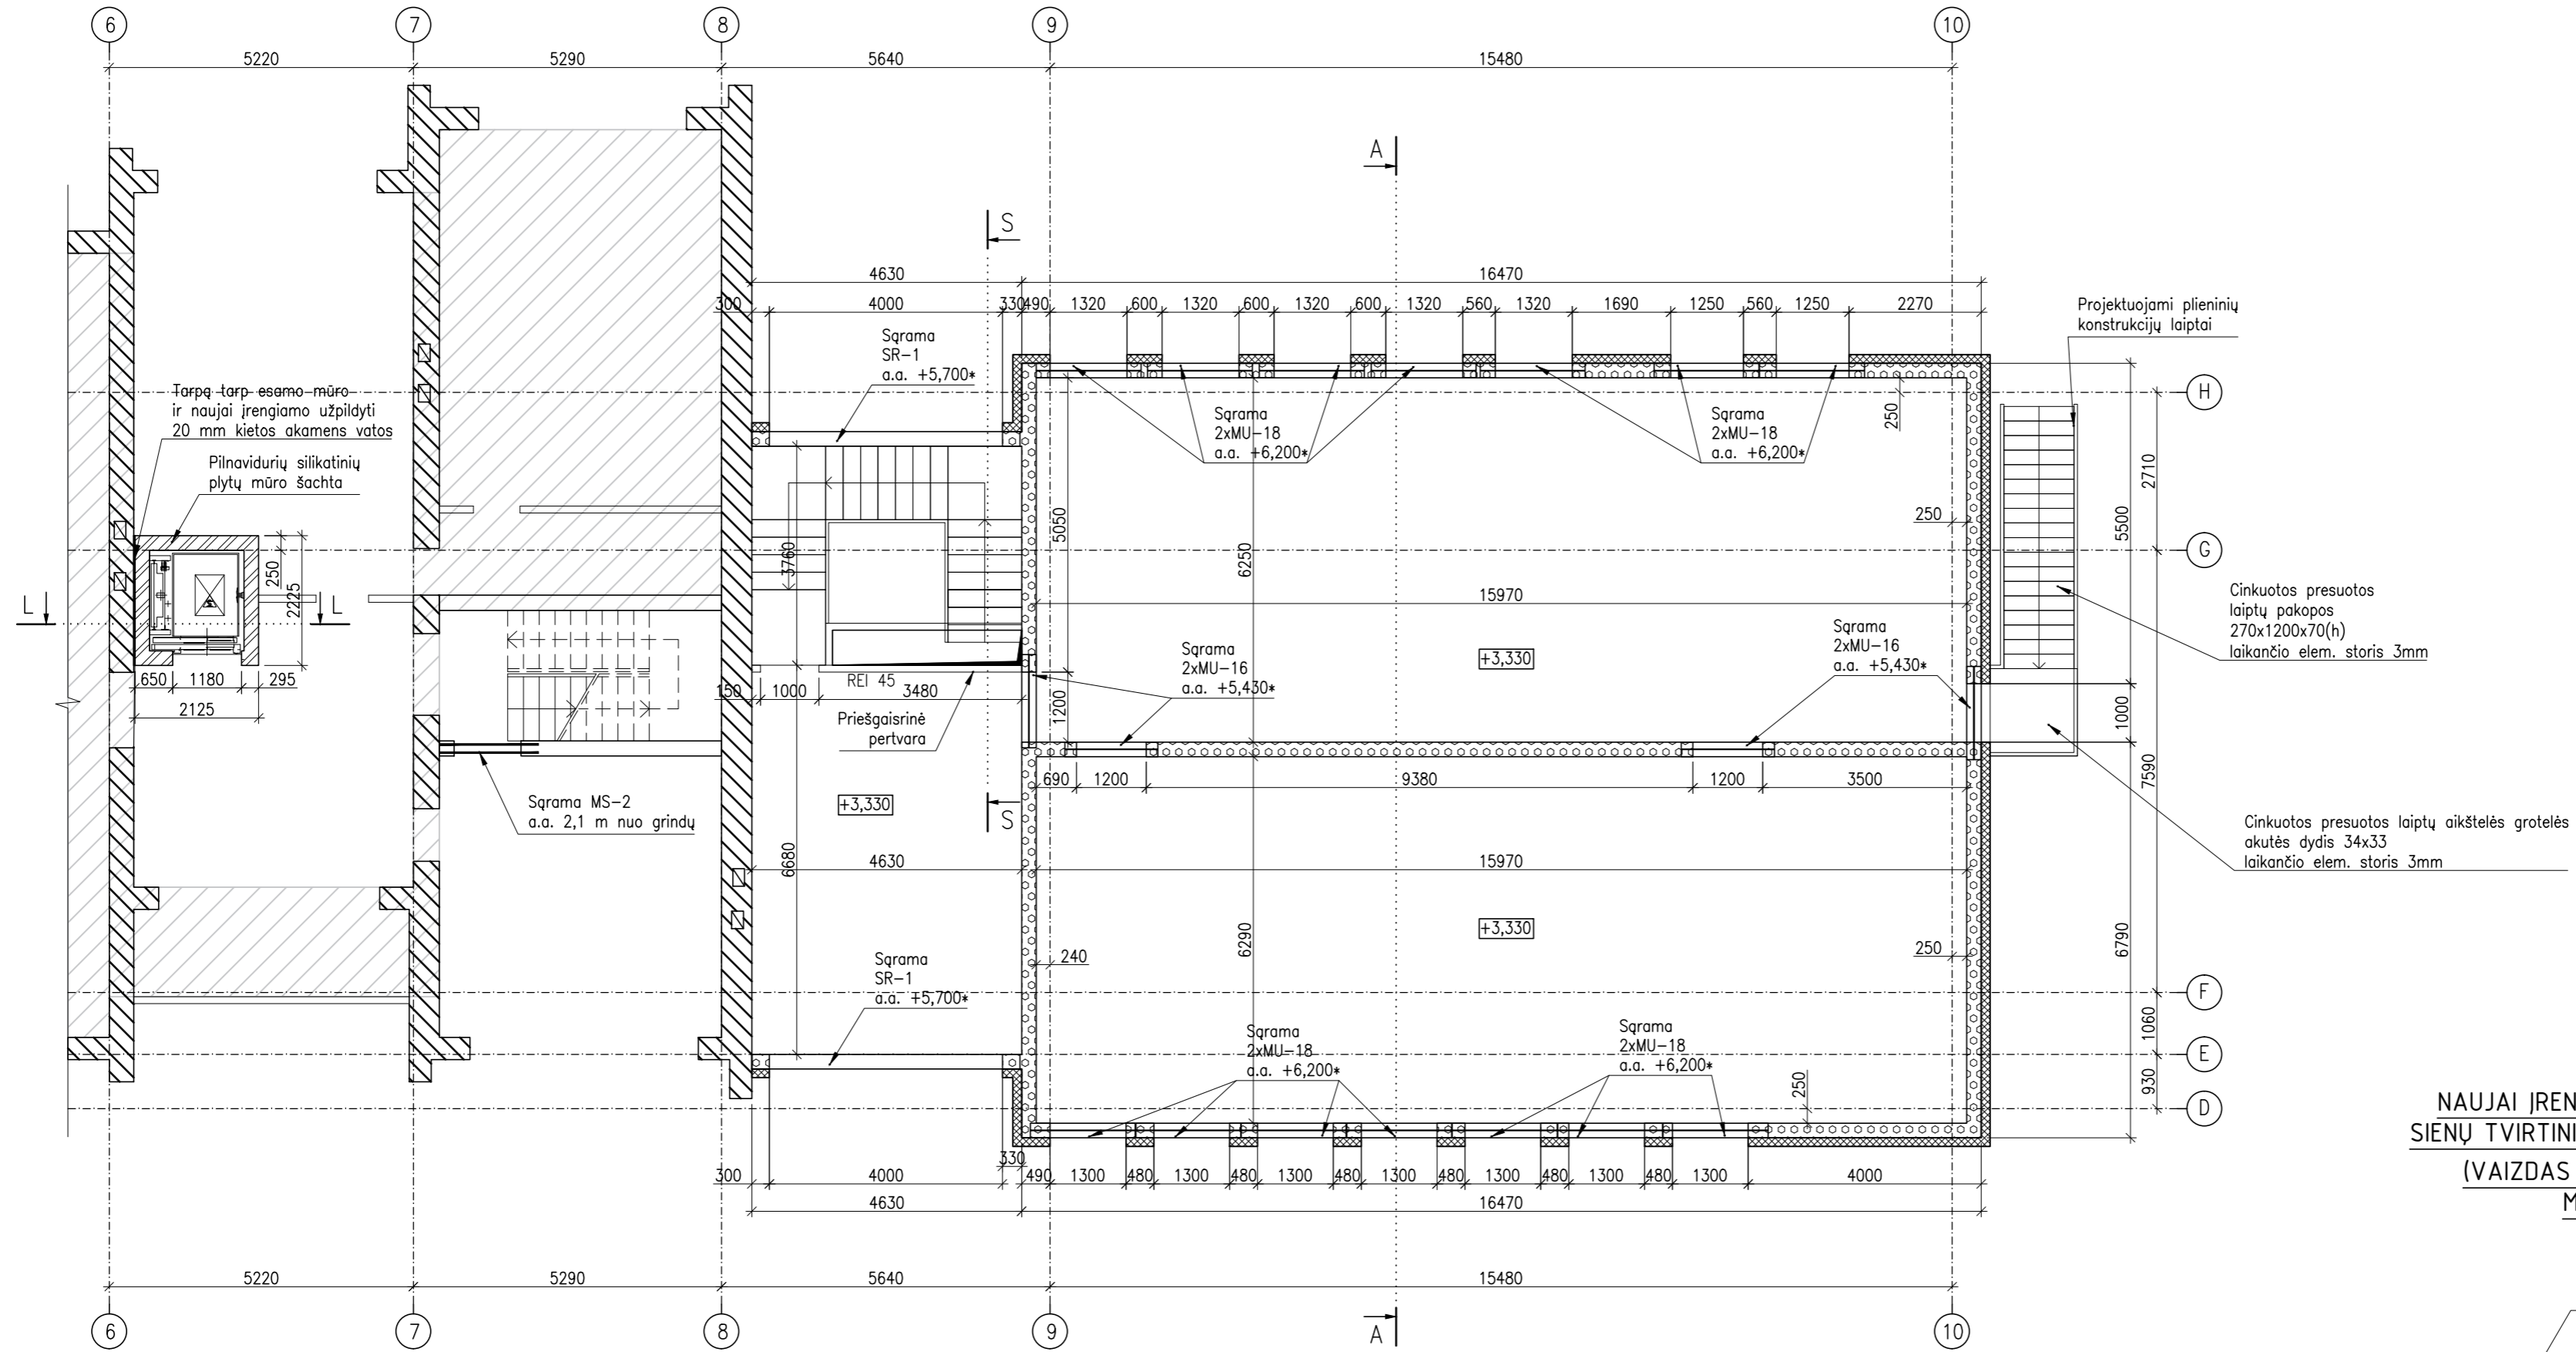 6 7 8 9 10
5220 5290 5640 15480
A
S
4630 16470
300 4000 330 490 1320 600 1320 600 1320 600 1320 560 1320 1690 1250 560 1250 2270
Projektuojami plieninių
konstrukcijų laiptai
Sąrama
SR-1
a.a. +5,700*
Tarpą tarp esamo mūro
ir naujai įrengiamo užpildyti
20 mm kietos akamens vatos
Pilnavidurių silikatinių
plytų mūro šachta
Sąrama
2xMU-18
a.a. +6,200*
Sąrama
2xMU-18
a.a. +6,200*
250
H
2710
5500
250
5050
6250
3760
G
250
2225
L L
15970
Cinkuotos presuotos
laiptų pakopos
270x1200x70(h)
laikančio elem. storis 3mm
Sąrama
2xMU-16
a.a. +5,430*
+3,330
Sąrama
2xMU-16
a.a. +5,430*
650 1180 295
2125
REI 45
150 1000 3480
1200
1000
Priešgaisrinė
pertvara
7590
690 1200 9380 1200 3500
Sąrama MS-2
a.a. 2,1 m nuo grindų
+3,330
S
Cinkuotos presuotos laiptų aikštelės grotelės
akutės dydis 34x33
laikančio elem. storis 3mm
6680
4630 15970
+3,330
6290
240
250
6790
Sąrama
SR-1
a.a. +5,700*
F
1060
Sąrama
2xMU-18
a.a. +6,200*
Sąrama
2xMU-18
a.a. +6,200*
E
930
250
D
NAUJAI ĮREN
SIENŲ TVIRTINI
(VAIZDAS
M
330
300 4000 490 1300 480 1300 480 1300 480 1300 480 1300 480 1300 480 1300 4000
4630 16470
5220 5290 5640 15480
A
6 7 8 9 10